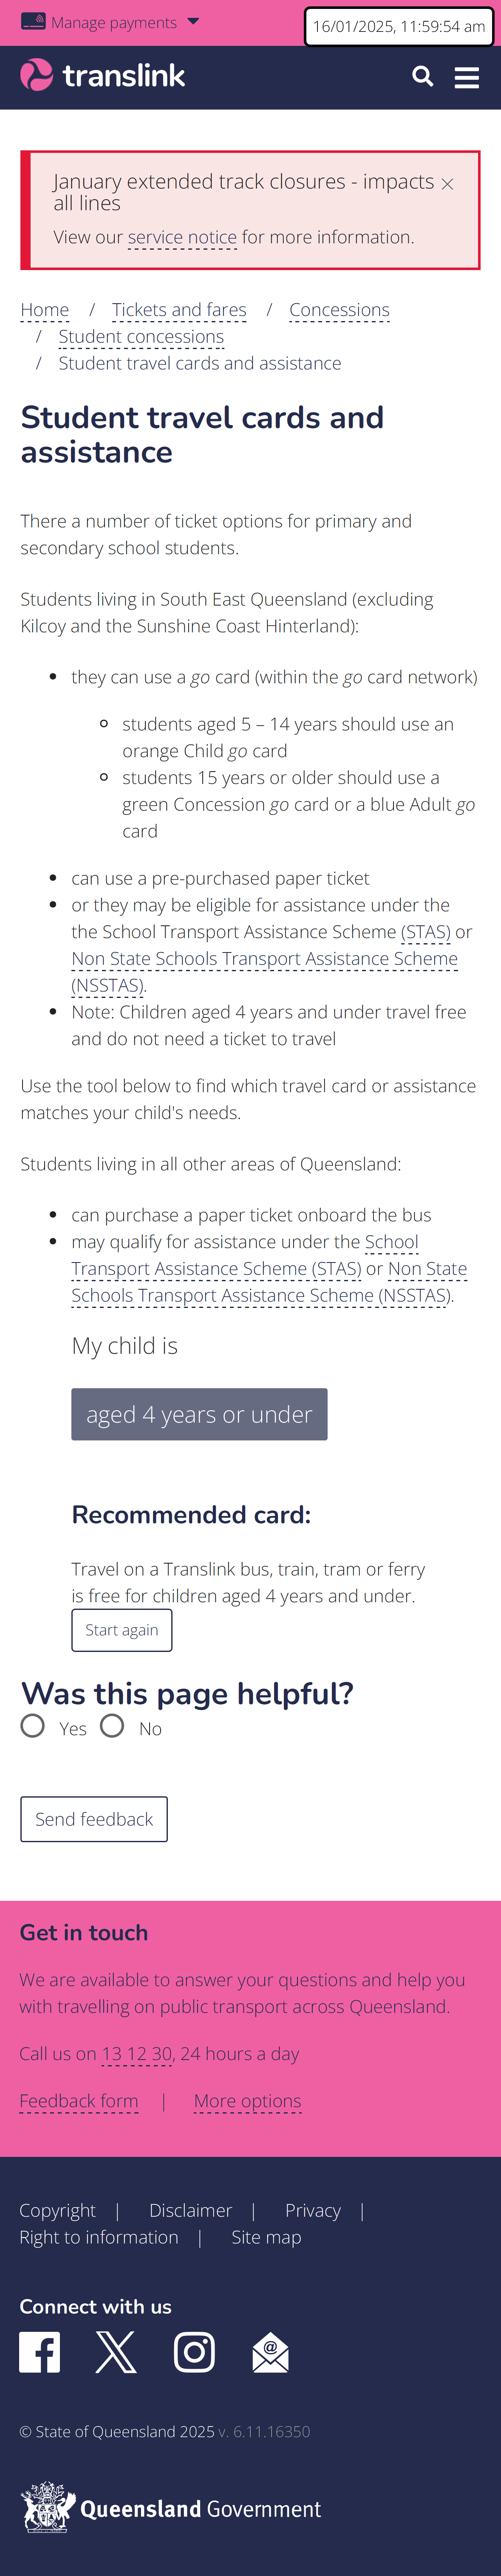 Manage payments
16/01/2025, 11:59:54 am
translink
January extended track closures - impacts
all lines
View our service notice for more information.
Home / Tickets and fares / Concessions
/ Student concessions
/ Student travel cards and assistance
Student travel cards and
assistance
There a number of ticket options for primary and
secondary school students.
Students living in South East Queensland (excluding
Kilcoy and the Sunshine Coast Hinterland):
• they can use a go card (within the go card network)
students aged 5 – 14 years should use an
orange Child go card
students 15 years or older should use a
green Concession go card or a blue Adult go
card
• can use a pre-purchased paper ticket
• or they may be eligible for assistance under the
the School Transport Assistance Scheme (STAS) or
Non State Schools Transport Assistance Scheme
(NSSTAS).
• Note: Children aged 4 years and under travel free
and do not need a ticket to travel
Use the tool below to find which travel card or assistance
matches your child's needs.
Students living in all other areas of Queensland:
• can purchase a paper ticket onboard the bus
• may qualify for assistance under the School
Transport Assistance Scheme (STAS) or Non State
Schools Transport Assistance Scheme (NSSTAS).
My child is
aged 4 years or under
Recommended card:
Travel on a Translink bus, train, tram or ferry
is free for children aged 4 years and under.
Start again
Was this page helpful?
Yes No
Send feedback
Get in touch
We are available to answer your questions and help you
with travelling on public transport across Queensland.
Call us on 13 12 30, 24 hours a day
Feedback form | More options
Copyright | Disclaimer | Privacy |
Right to information | Site map
Connect with us
© State of Queensland 2025 v. 6.11.16350
Queensland Government